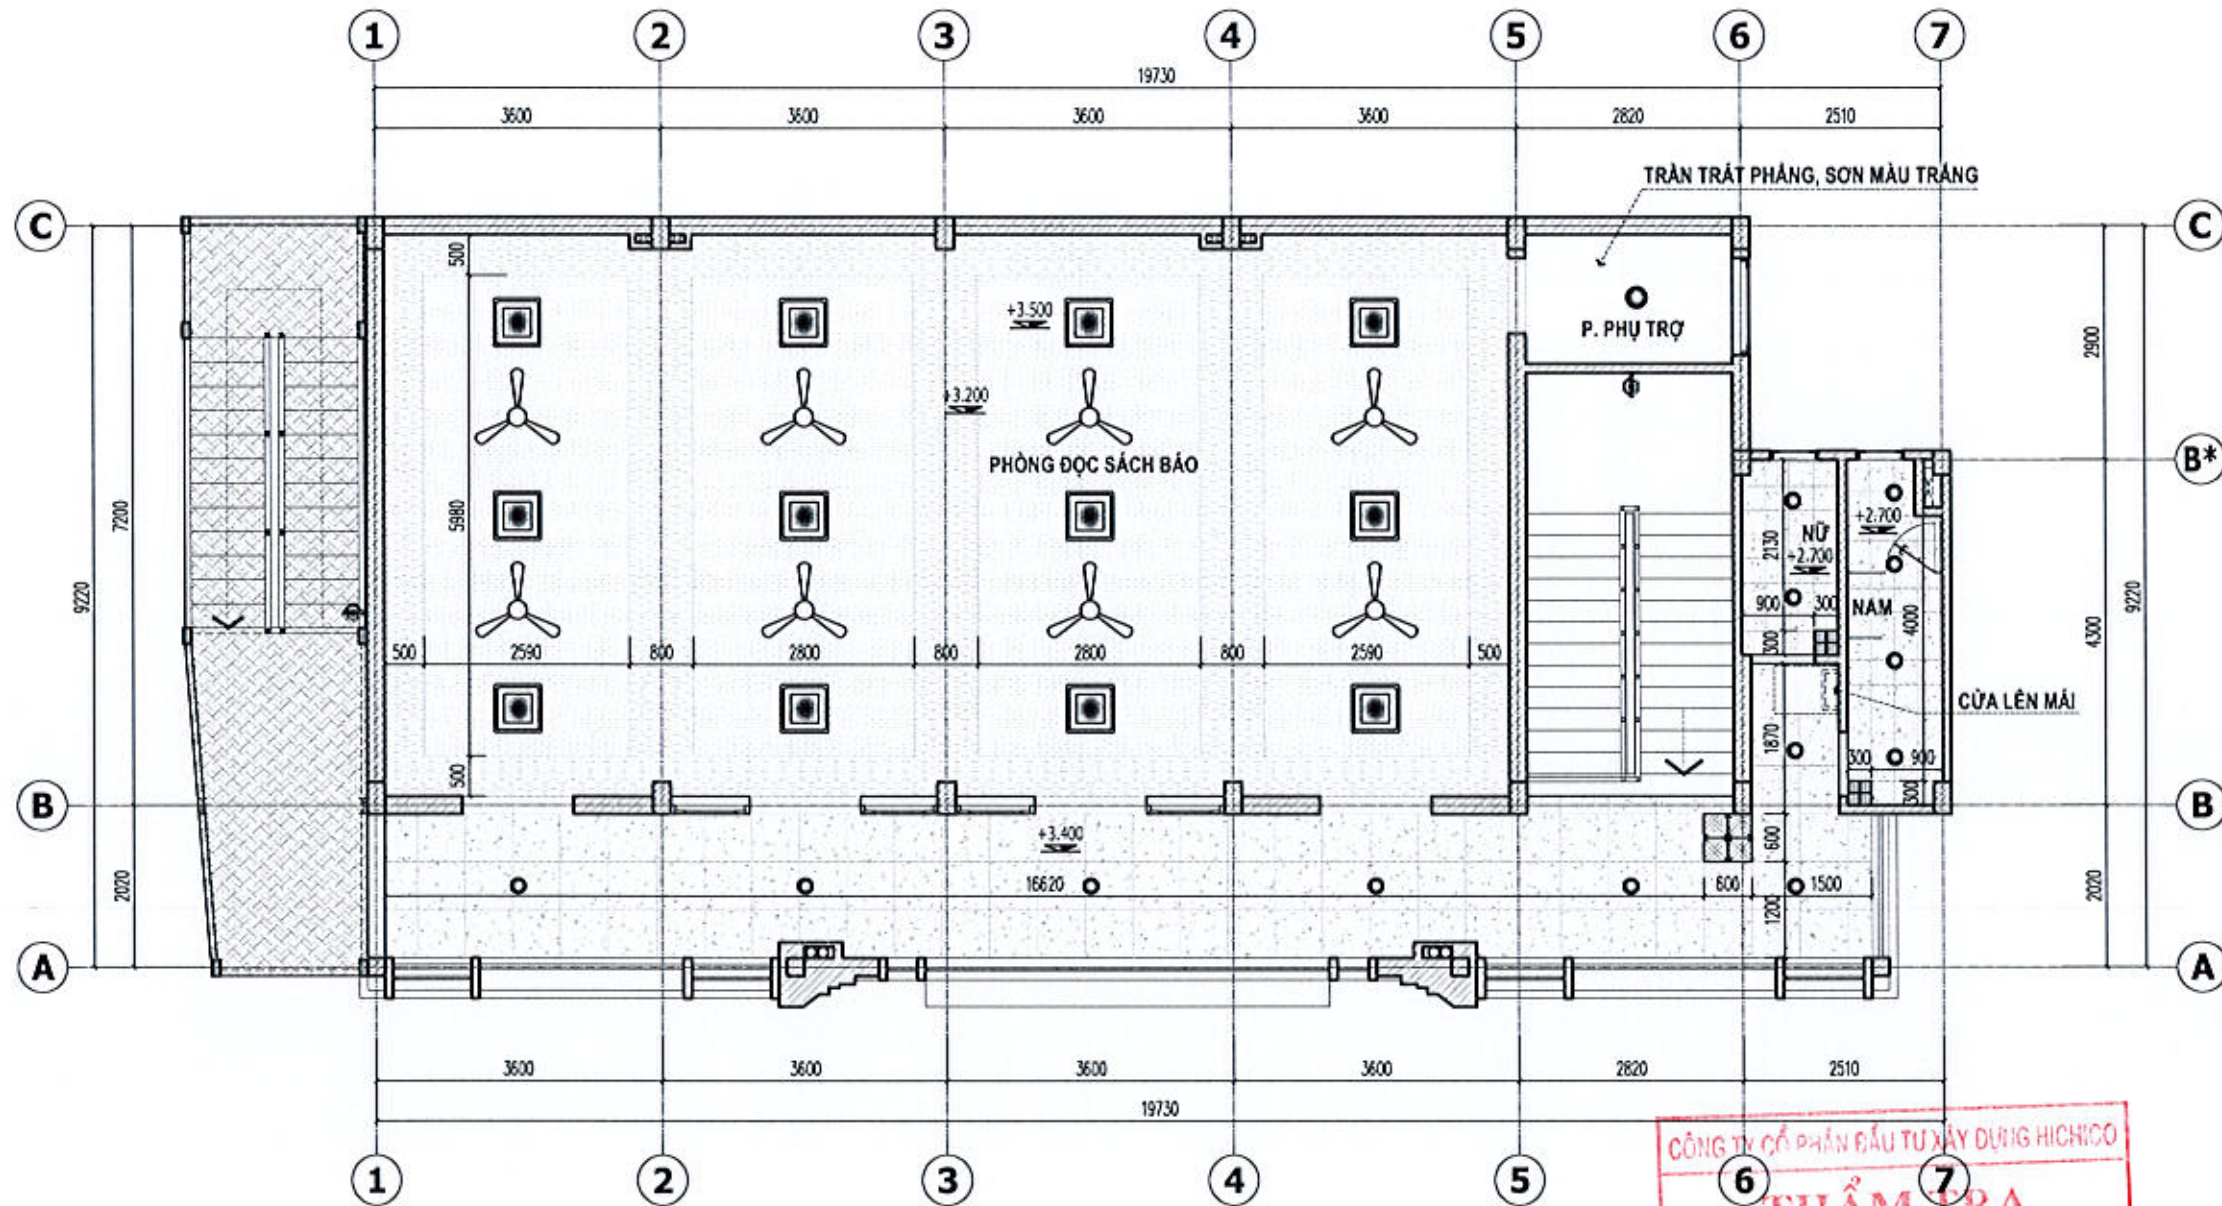 1 2 3 4 5 6 7
19730
3600 3600 3600 3600 2820 2510
TRẦN TRÁT PHẲNG, SƠN MÀU TRẮNG
C C
500
+3.500
P. PHỤ TRỢ
2900
+3.200
PHÒNG ĐỌC SÁCH BÁO
B*
7200
5980
+2.700
NỮ
2130
+2.700
9220
9220
900 300 NAM
4000
4300
300
500 2590 800 2800 800 2800 800 2590 500
CỬA LÊN MÁI
1870
300 900
500
300
B B
+3.400
600
2020
16620
600 1500
2020
1200
A A
3600 3600 3600 3600 2820 2510
19730
CÔNG TY CỔ PHẦN ĐẦU TƯ XÂY DỰNG HICHICO
THẨM TRA
1 2 3 4 5 6 7